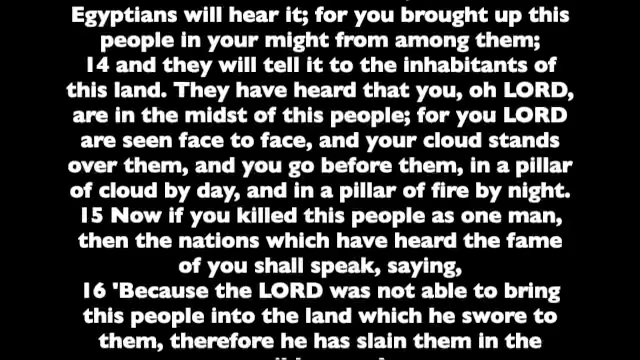 Egyptians will hear it; for you brought up this
people in your might from among them;
14 and they will tell it to the inhabitants of
this land. They have heard that you, oh LORD,
are in the midst of this people; for you LORD
are seen face to face, and your cloud stands
over them, and you go before them, in a pillar
of cloud by day, and in a pillar of fire by night.
15 Now if you killed this people as one man,
then the nations which have heard the fame
of you shall speak, saying,
16 'Because the LORD was not able to bring
this people into the land which he swore to
them, therefore he has slain them in the